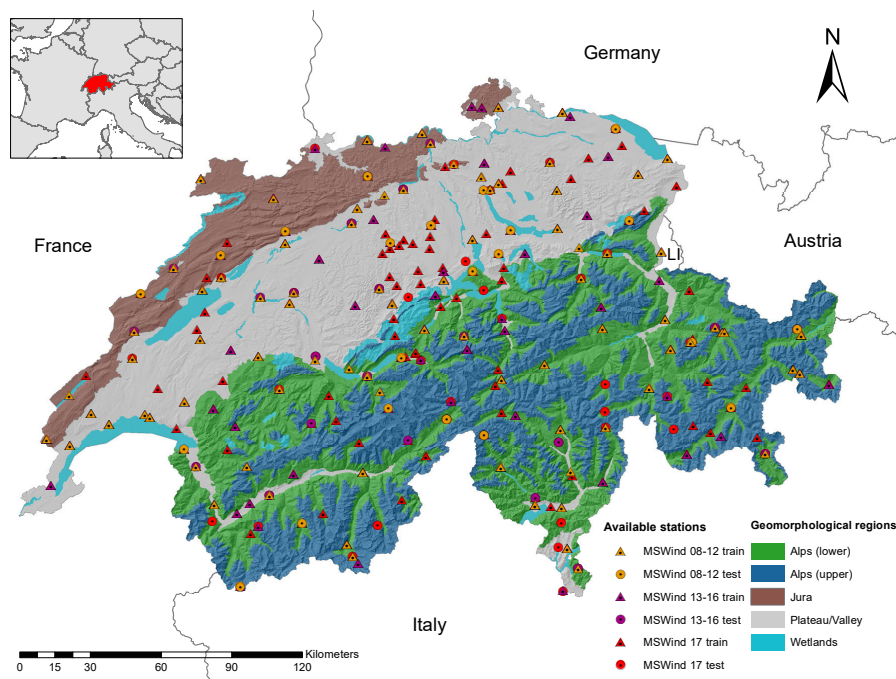 Germany
N
France
Austria
LI
Italy
Available stations
MSWind 08-12 train
MSWind 08-12 test
MSWind 13-16 train
MSWind 13-16 test
MSWind 17 train
MSWind 17 test
Geomorphological regions
Alps (lower)
Alps (upper)
Jura
Plateau/Valley
Wetlands
Kilometers
0 15 30 60 90 120